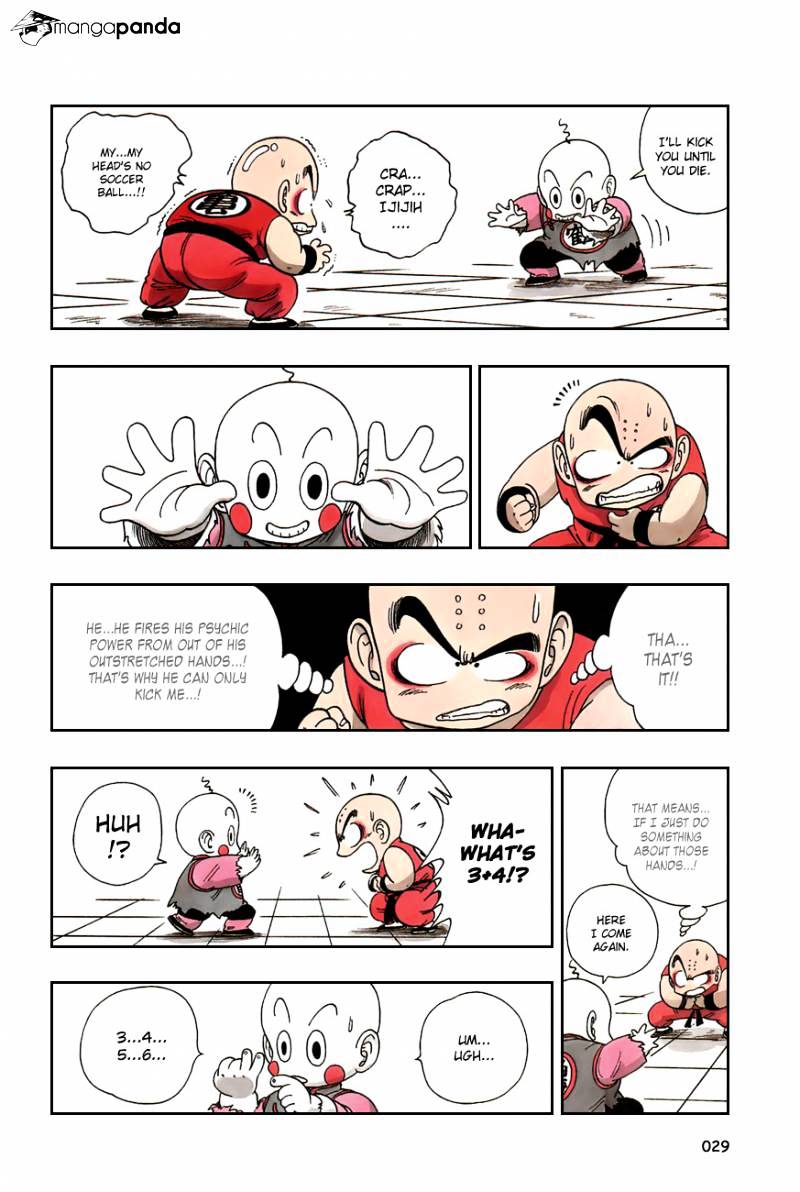 mangapanda
I'LL KICK
YOU UNTIL
YOU DIE.
CRA...
CRAP...
IJIJIH
....
MY...MY
HEAD'S NO
SOCCER
BALL...!!
THA...
THAT'S
IT!!
HE...HE FIRES HIS PSYCHIC
POWER FROM OUT OF HIS
OUTSTRETCHED HANDS...!
THAT'S WHY HE CAN ONLY
KICK ME...!
THAT MEANS...
IF I JUST DO
SOMETHING
ABOUT THOSE
HANDS...!
HERE
I COME
AGAIN.
WHA-
WHAT'S
3+4!?
HUH
!?
UM...
UGH...
3...4...
5...6...
029